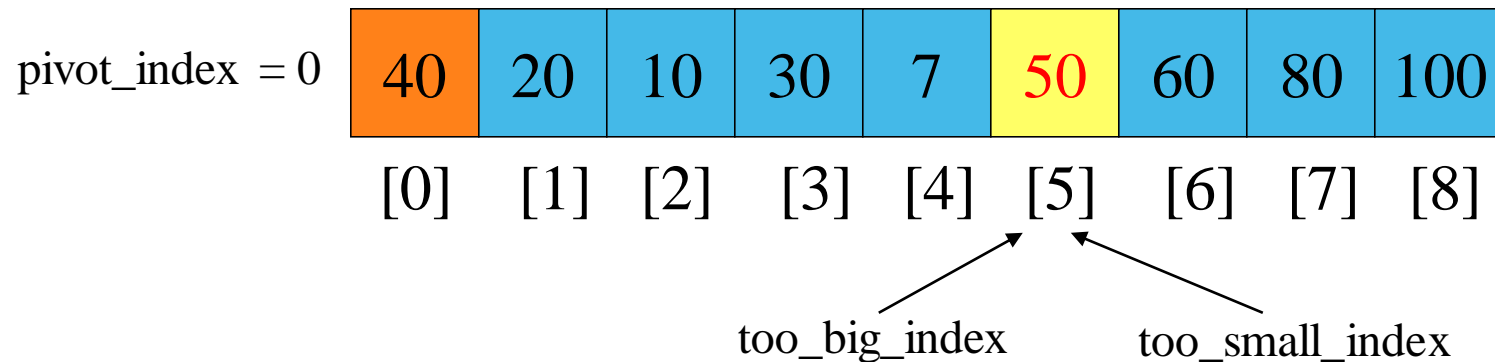 pivot_index = 0 40 20 10 30 7 50 60 80 100
[0] [1] [2] [3] [4] [5] [6] [7] [8]
too_big_index too_small_index